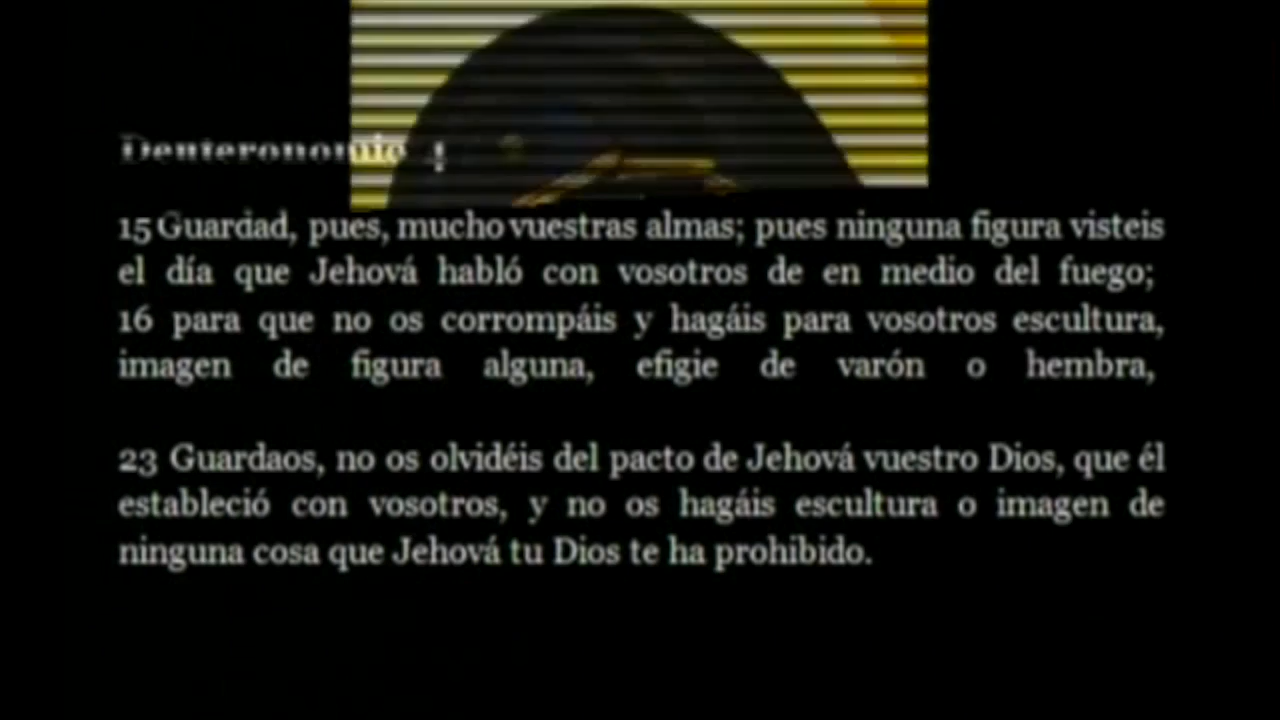 Deuteronomio 4
15 Guardad, pues, mucho vuestras almas; pues ninguna figura visteis
el día que Jehová habló con vosotros de en medio del fuego;
16 para que no os corrompáis y hagáis para vosotros escultura,
imagen de figura alguna, efigie de varón o hembra,
23 Guardaos, no os olvidéis del pacto de Jehová vuestro Dios, que él
estableció con vosotros, y no os hagáis escultura o imagen de
ninguna cosa que Jehová tu Dios te ha prohibido.